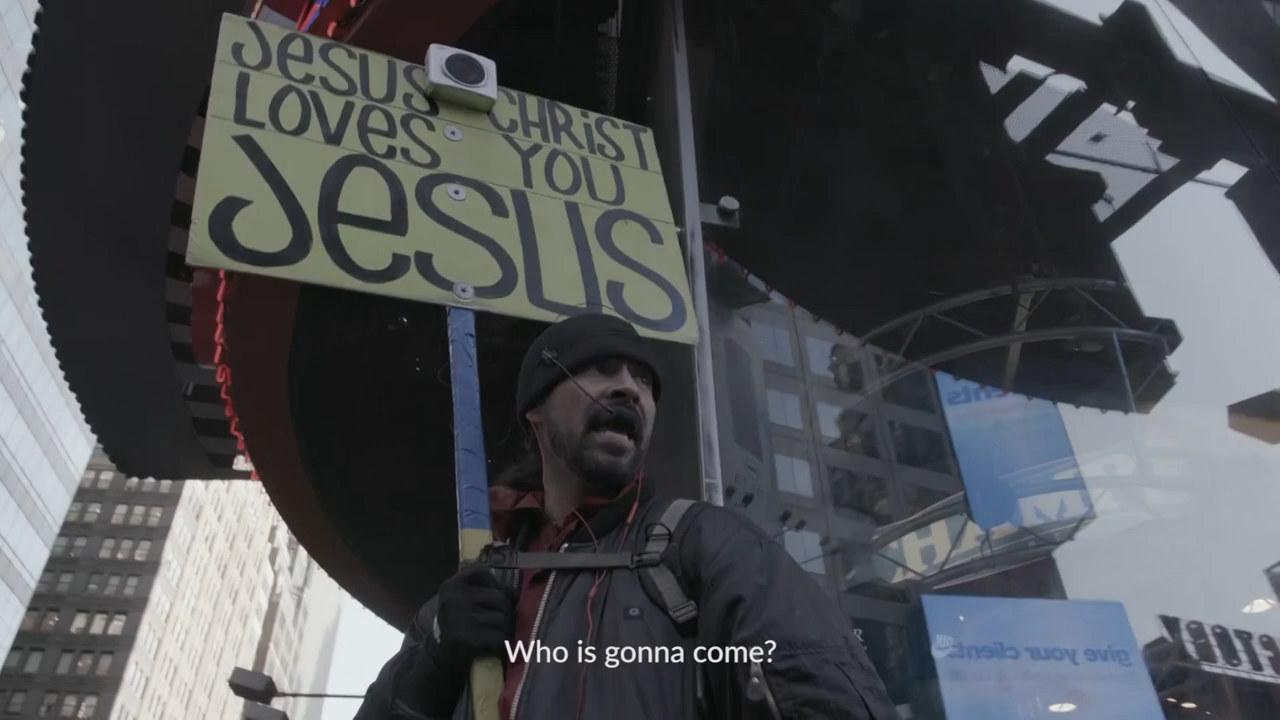 JESUS CHRIST
LOVES YOU
JESUS
give your clients
Who is gonna come?